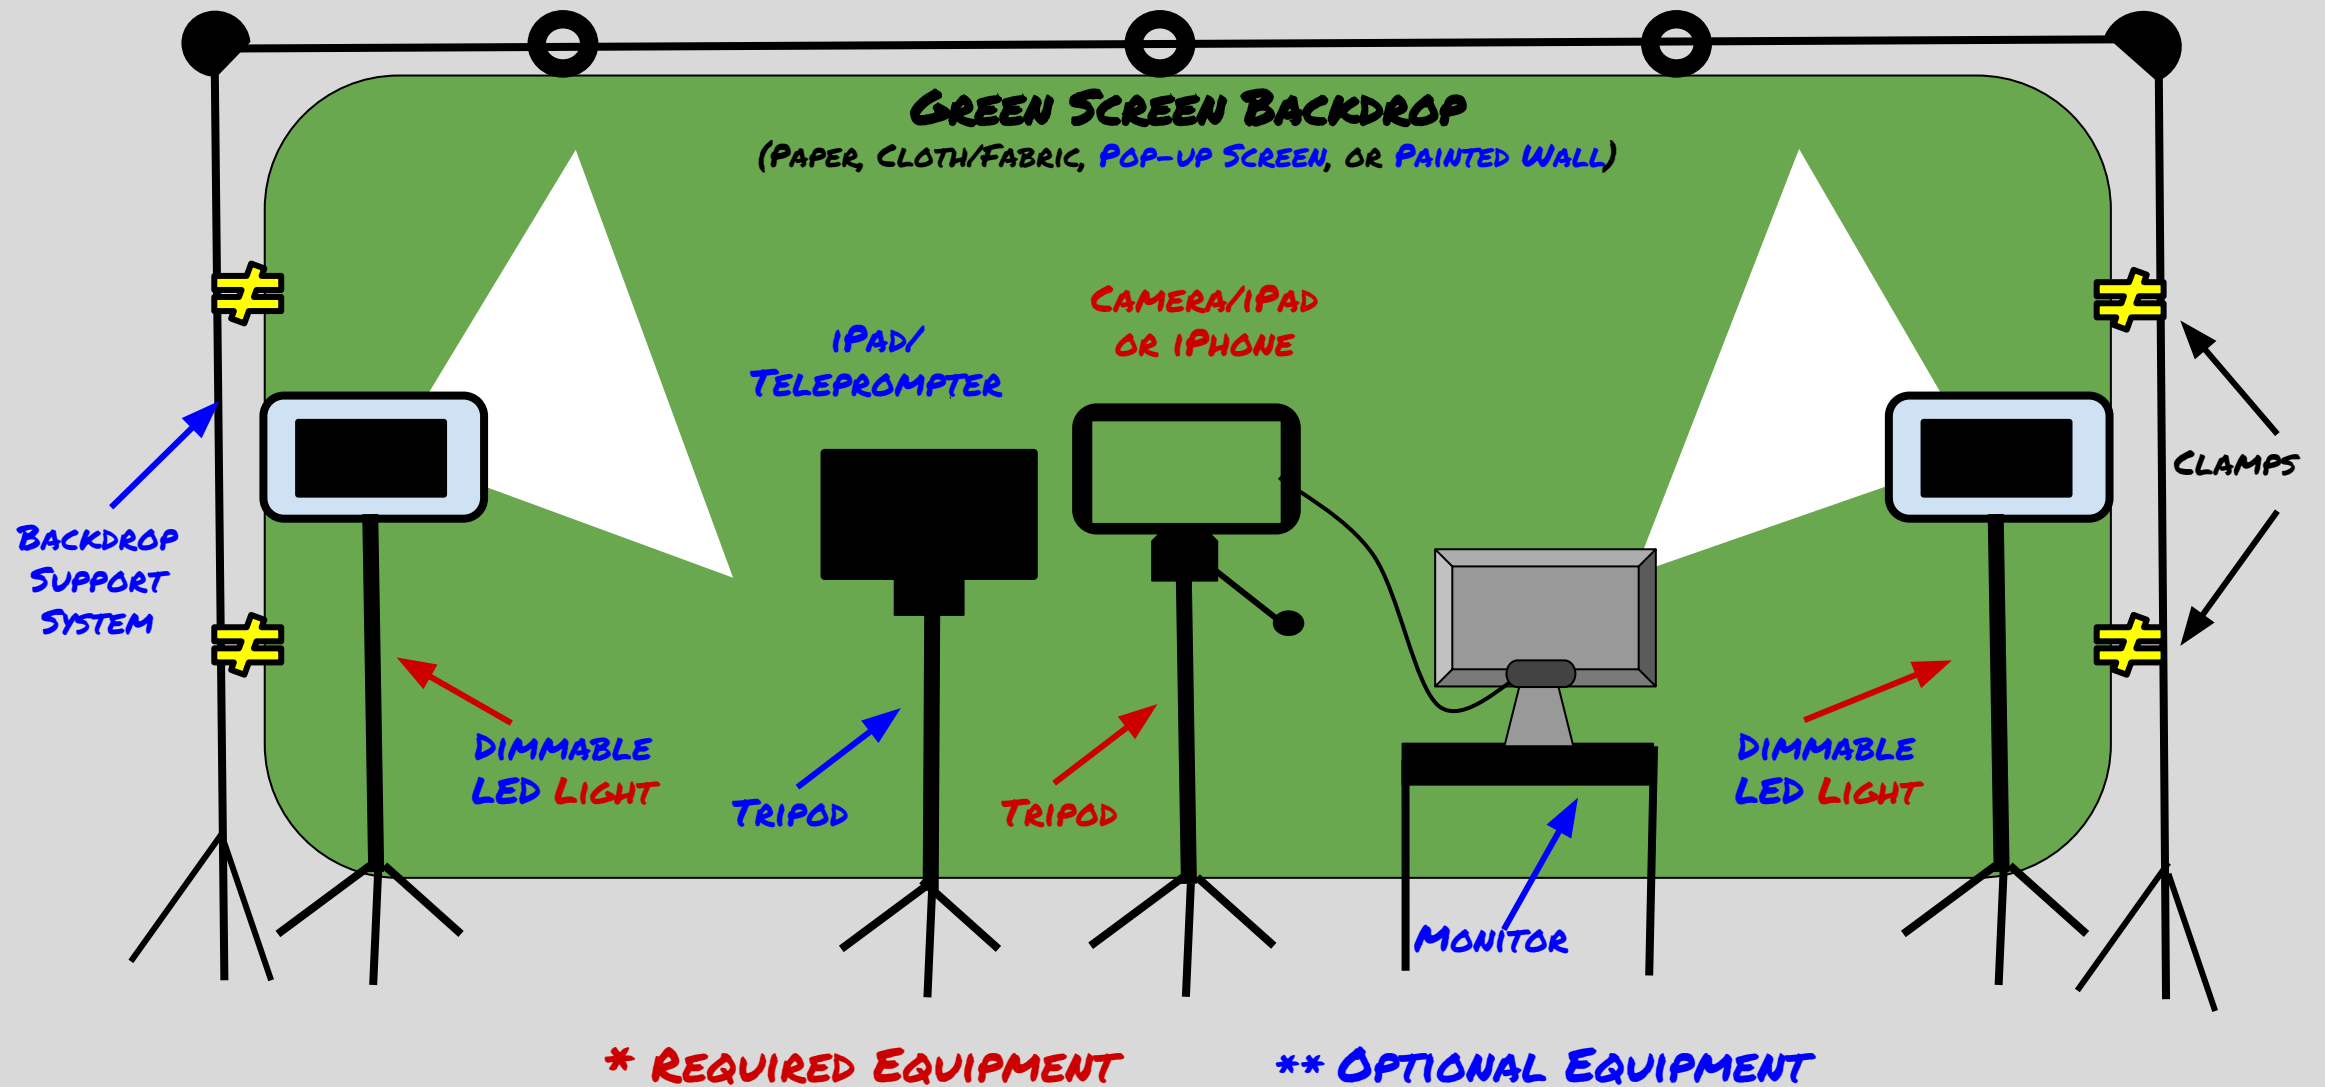 Green Screen Backdrop
(Paper, Cloth/Fabric, Pop-up Screen, or Painted Wall)
Camera/iPad
or iPhone
iPad/
Teleprompter
Clamps
Backdrop
Support
System
Dimmable
LED Light
Tripod
Tripod
Dimmable
LED Light
Monitor
* Required Equipment
** Optional Equipment